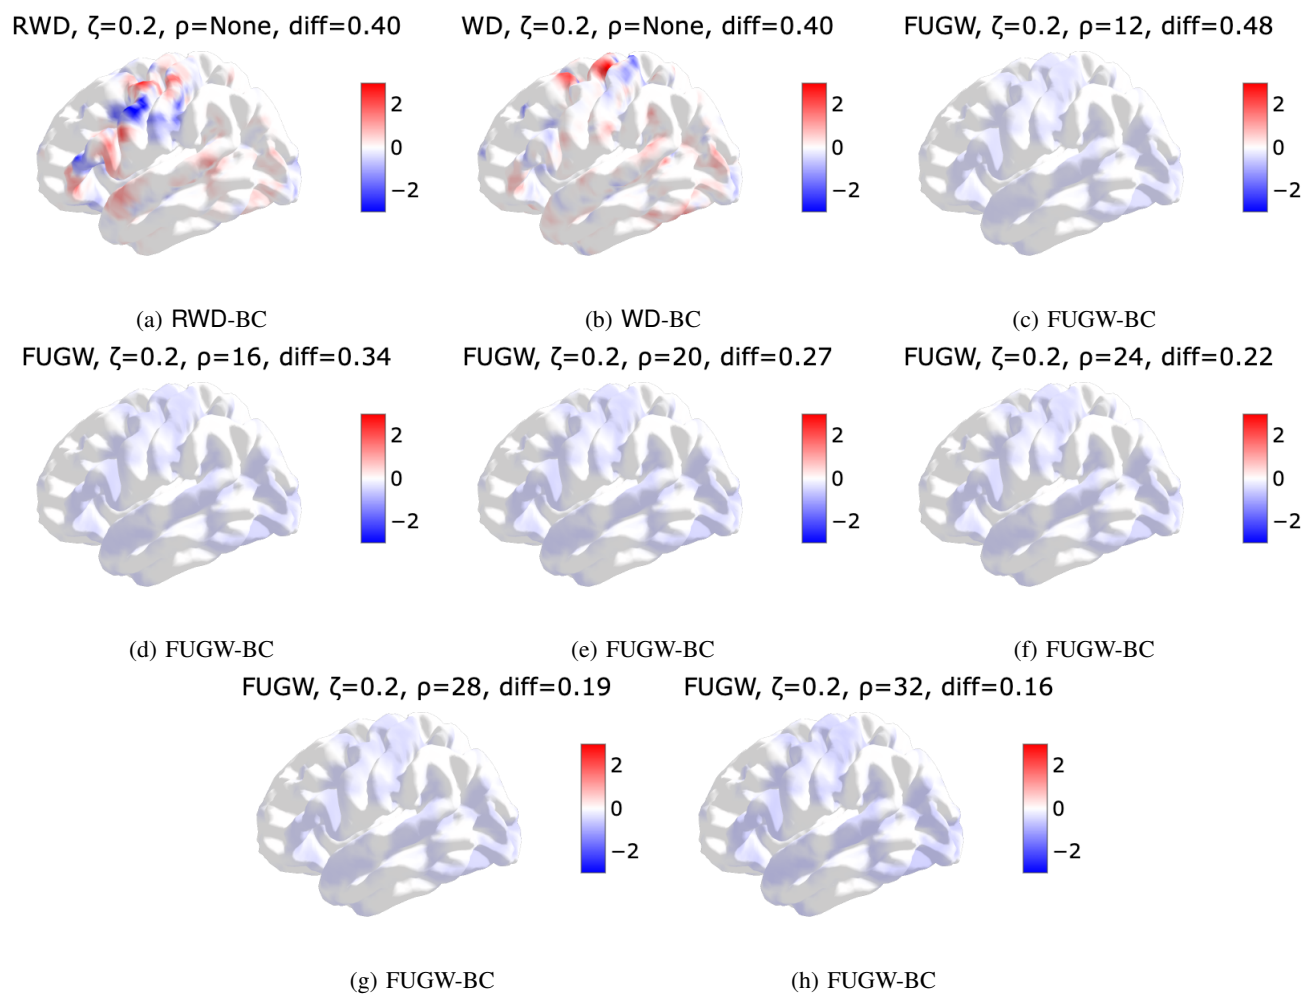 RWD, ζ=0.2, ρ=None, diff=0.40
2
0
−2
(a) RWD-BC
WD, ζ=0.2, ρ=None, diff=0.40
2
0
−2
(b) WD-BC
FUGW, ζ=0.2, ρ=12, diff=0.48
2
0
−2
(c) FUGW-BC
FUGW, ζ=0.2, ρ=16, diff=0.34
2
0
−2
(d) FUGW-BC
FUGW, ζ=0.2, ρ=20, diff=0.27
2
0
−2
(e) FUGW-BC
FUGW, ζ=0.2, ρ=24, diff=0.22
2
0
−2
(f) FUGW-BC
FUGW, ζ=0.2, ρ=28, diff=0.19
2
0
−2
(g) FUGW-BC
FUGW, ζ=0.2, ρ=32, diff=0.16
2
0
−2
(h) FUGW-BC